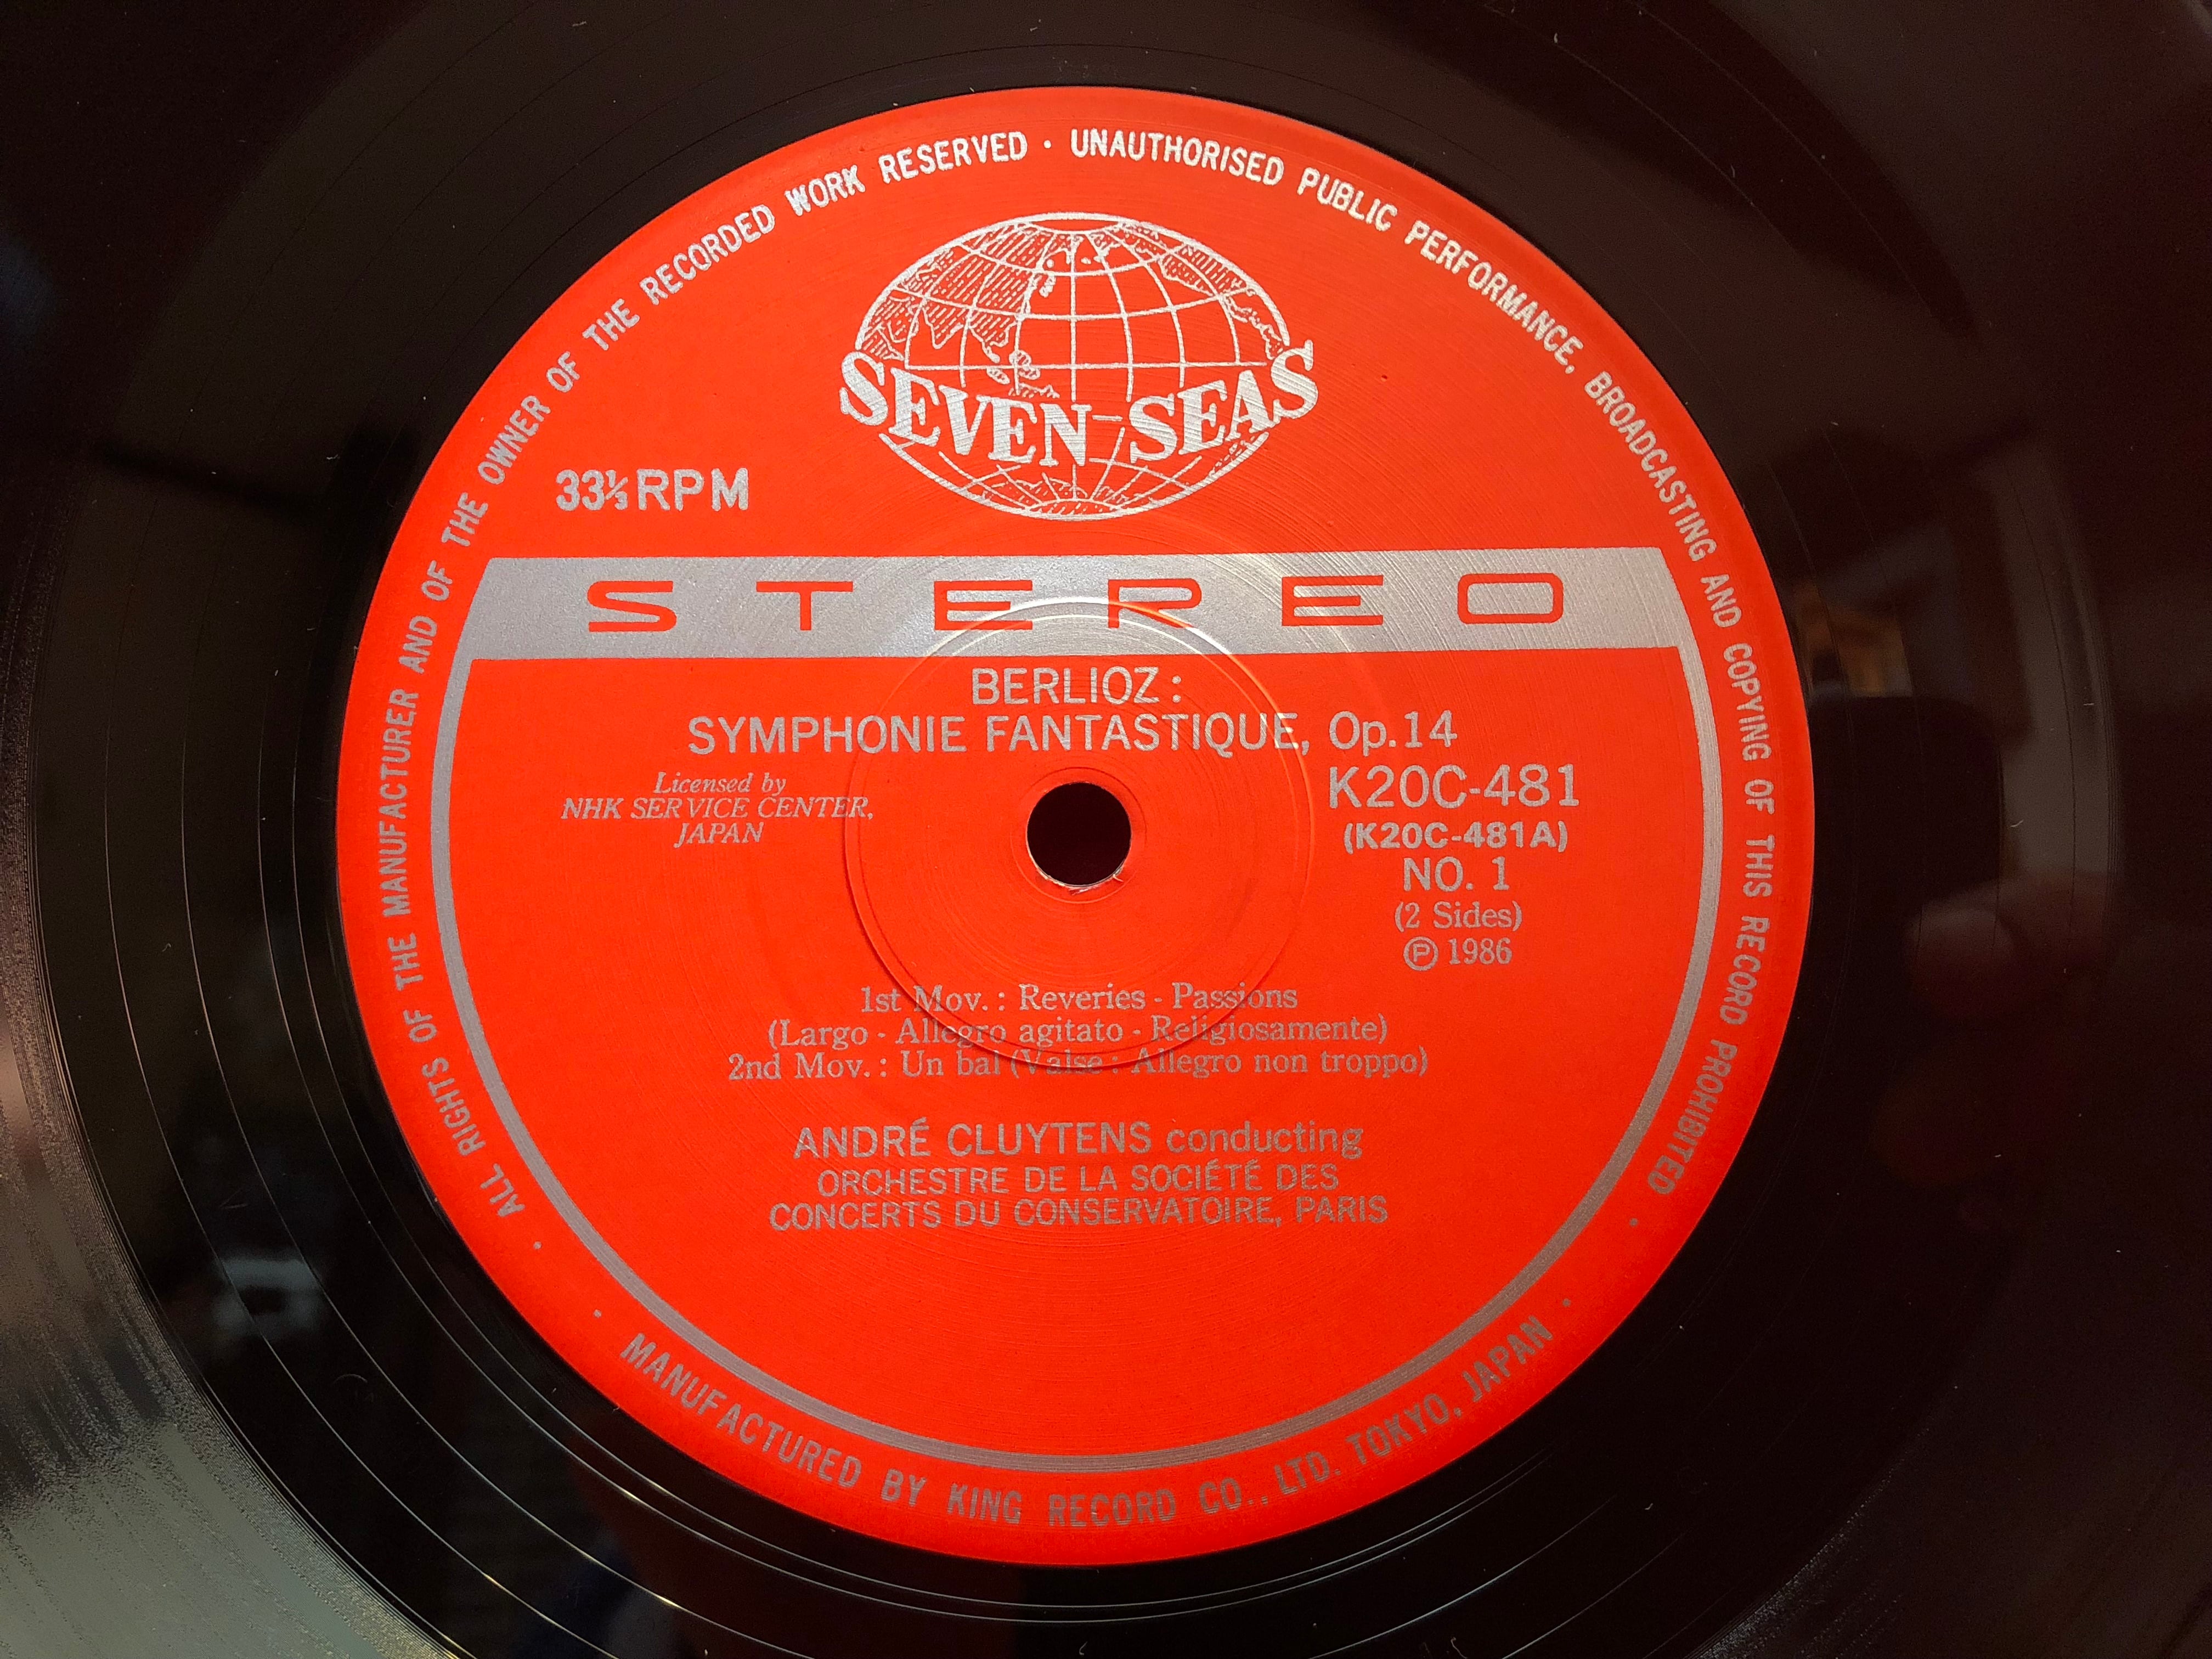 ALL RIGHTS OF THE MANUFACTURER AND OF THE OWNER OF THE RECORDED WORK RESERVED · UNAUTHORISED PUBLIC PERFORMANCE, BROADCASTING AND COPYING OF THIS RECORD PROHIBITED ·
SEVEN SEAS
33⅓RPM
STEREO
BERLIOZ:
SYMPHONIE FANTASTIQUE, Op.14
Licensed by
NHK SERVICE CENTER,
JAPAN
K20C-481
(K20C-481A)
NO. 1
(2 Sides)
Ⓟ 1986
1st Mov.: Reveries - Passions
(Largo - Allegro agitato - Religiosamente)
2nd Mov.: Un bal (Valse: Allegro non troppo)
ANDRÉ CLUYTENS conducting
ORCHESTRE DE LA SOCIÉTÉ DES
CONCERTS DU CONSERVATOIRE, PARIS
· MANUFACTURED BY KING RECORD CO., LTD. TOKYO, JAPAN ·